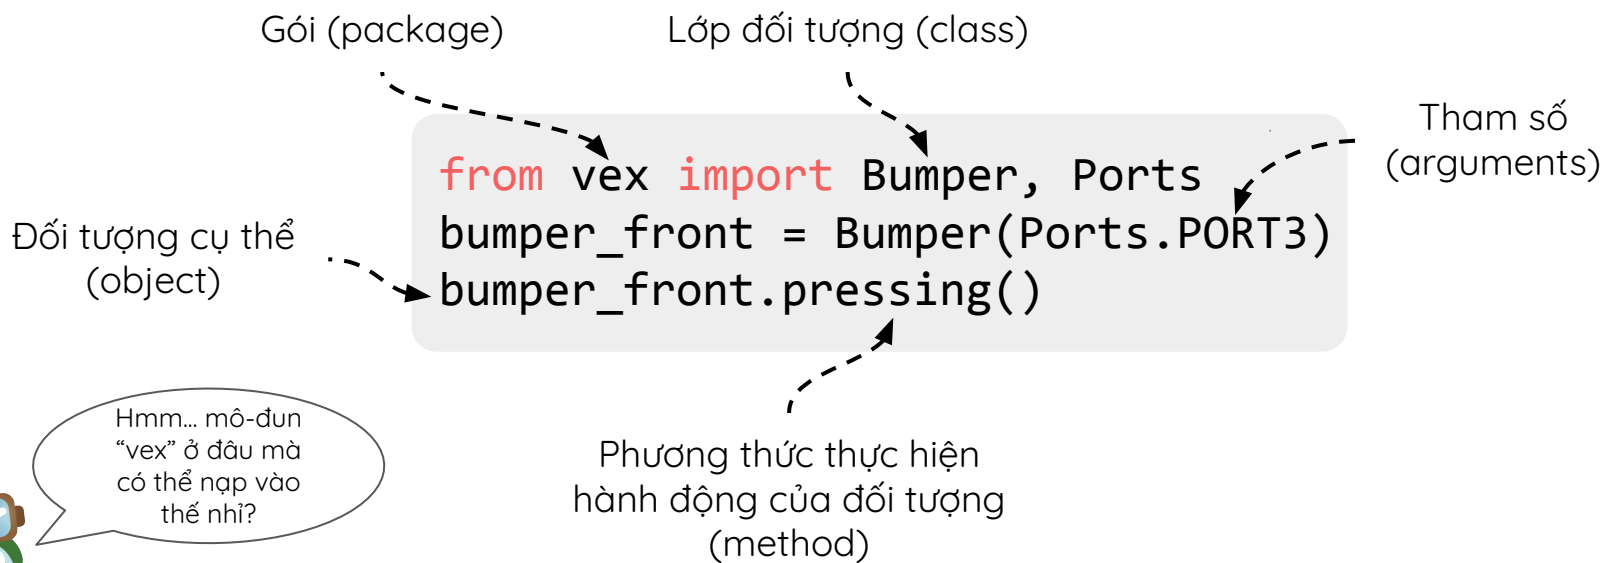 Gói (package)
Lớp đối tượng (class)
Tham số
(arguments)
from vex import Bumper, Ports
bumper_front = Bumper(Ports.PORT3)
bumper_front.pressing()
Đối tượng cụ thể
(object)
Hmm... mô-đun
“vex” ở đâu mà
có thể nạp vào
thế nhỉ?
Phương thức thực hiện
hành động của đối tượng
(method)